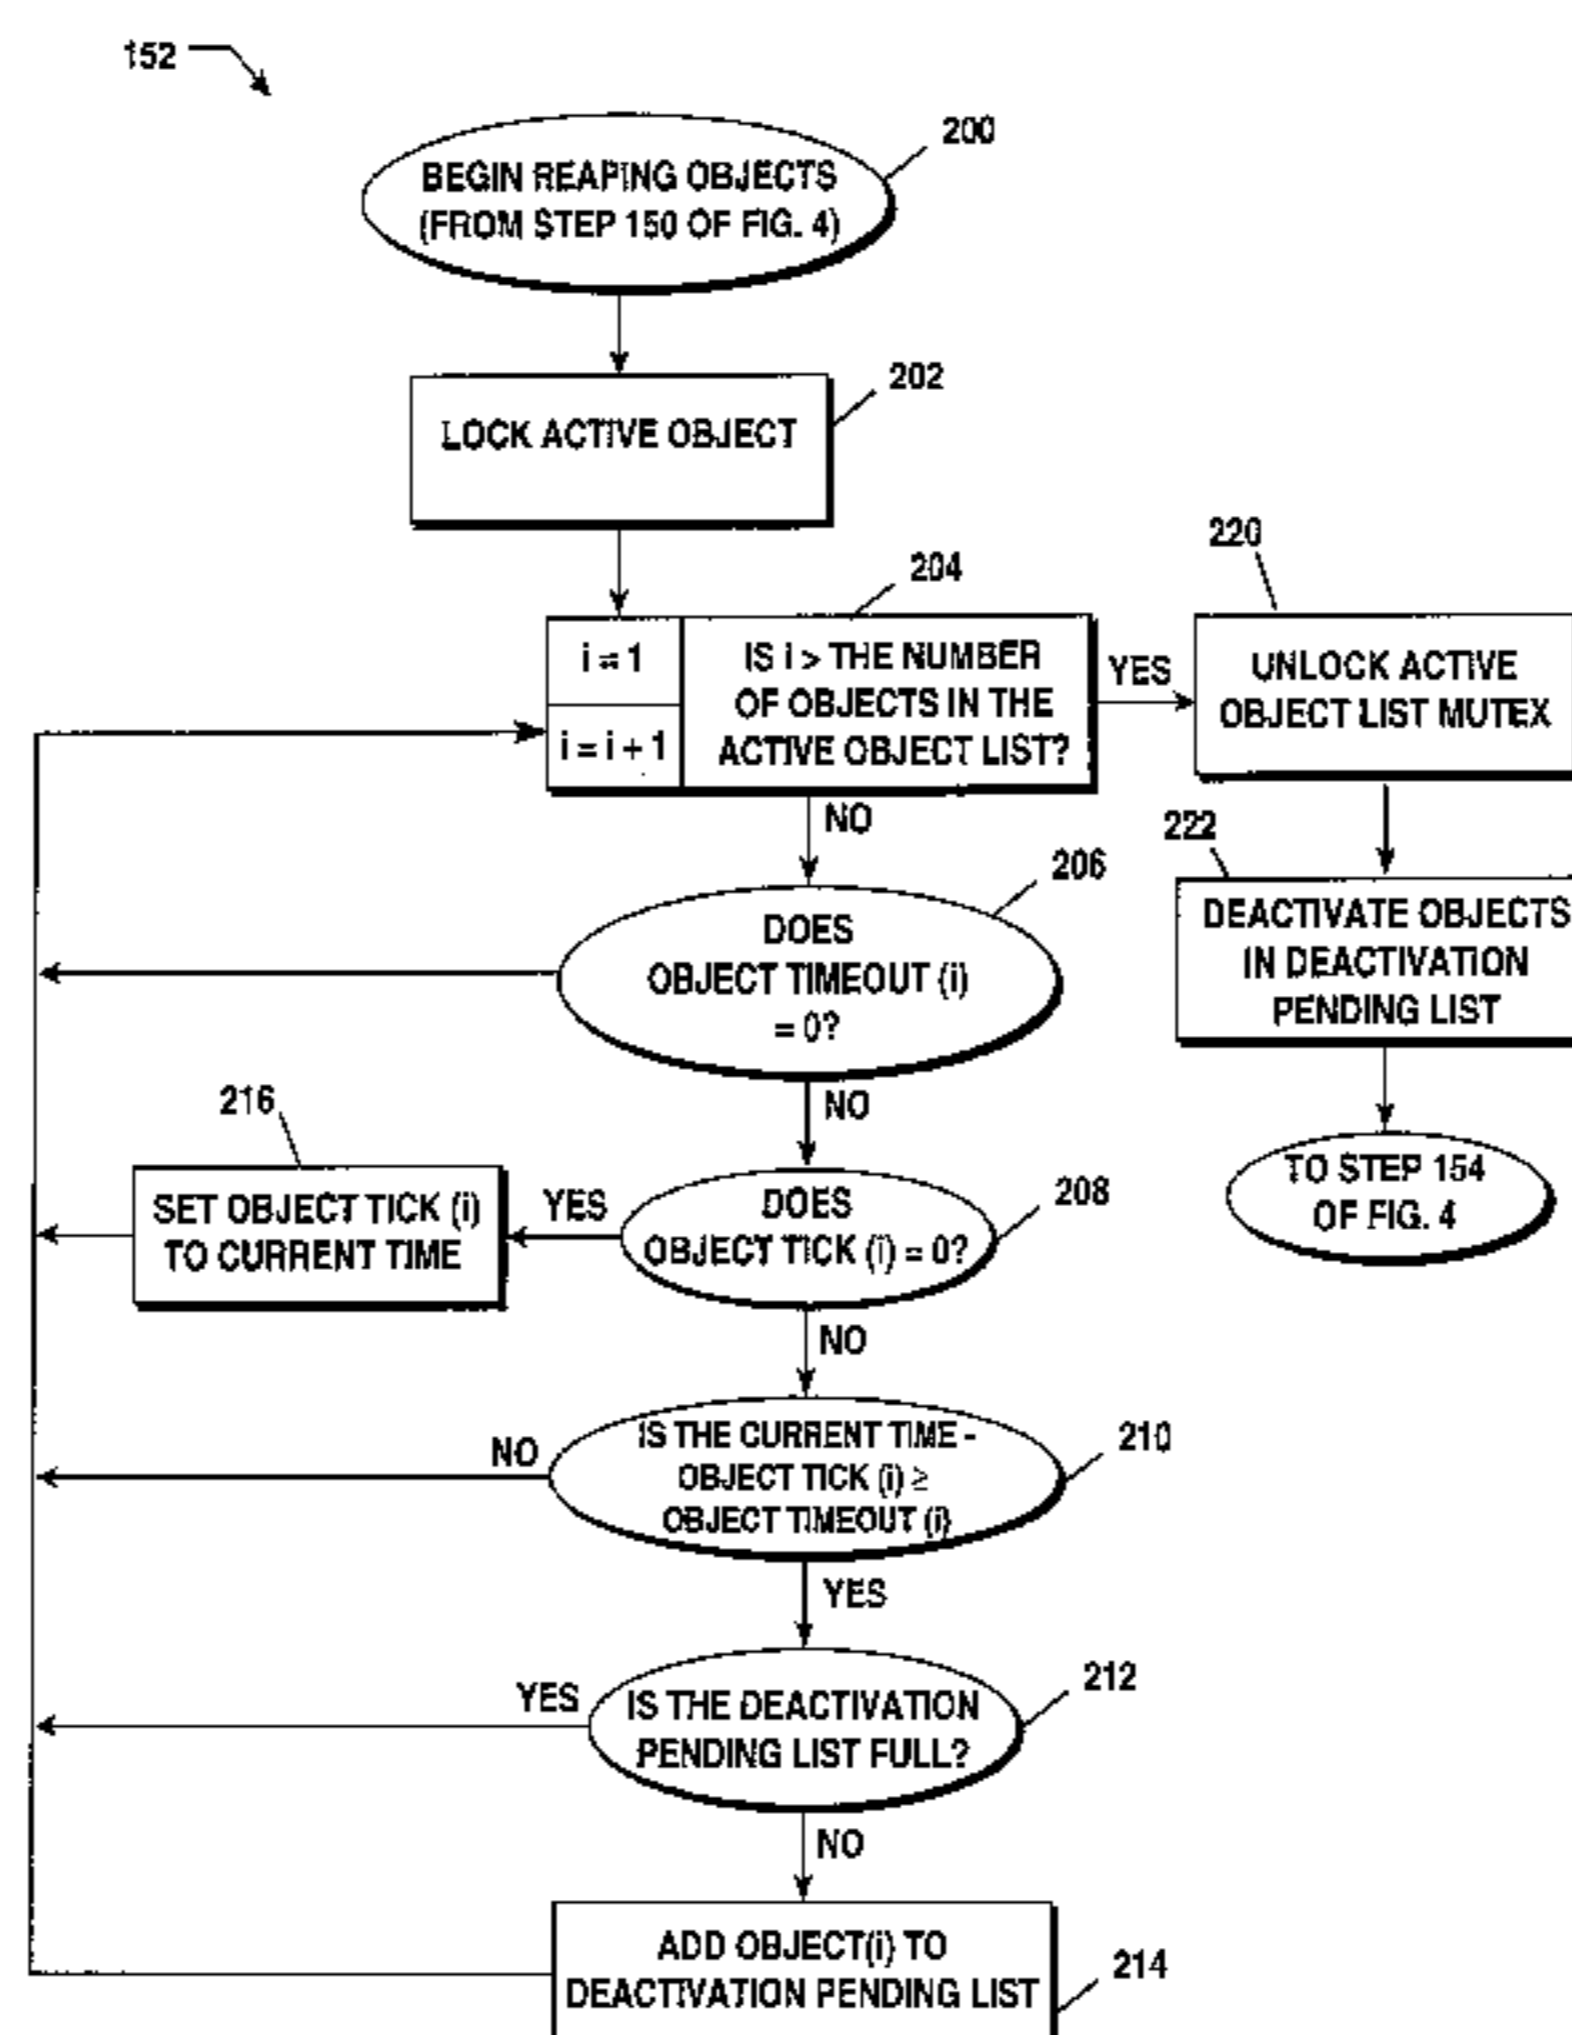 152
200
BEGIN REAPING OBJECTS
(FROM STEP 150 OF FIG. 4)
202
LOCK ACTIVE OBJECT
204
i = 1
i = i + 1
IS i > THE NUMBER
OF OBJECTS IN THE
ACTIVE OBJECT LIST?
YES
220
UNLOCK ACTIVE
OBJECT LIST MUTEX
NO
222
DEACTIVATE OBJECTS
IN DEACTIVATION
PENDING LIST
206
DOES
OBJECT TIMEOUT (i)
= 0?
NO
TO STEP 154
OF FIG. 4
216
SET OBJECT TICK (i)
TO CURRENT TIME
YES
208
DOES
OBJECT TICK (i) = 0?
NO
NO
210
IS THE CURRENT TIME -
OBJECT TICK (i) ≥
OBJECT TIMEOUT (i)
YES
YES
212
IS THE DEACTIVATION
PENDING LIST FULL?
NO
ADD OBJECT(i) TO
DEACTIVATION PENDING LIST
214